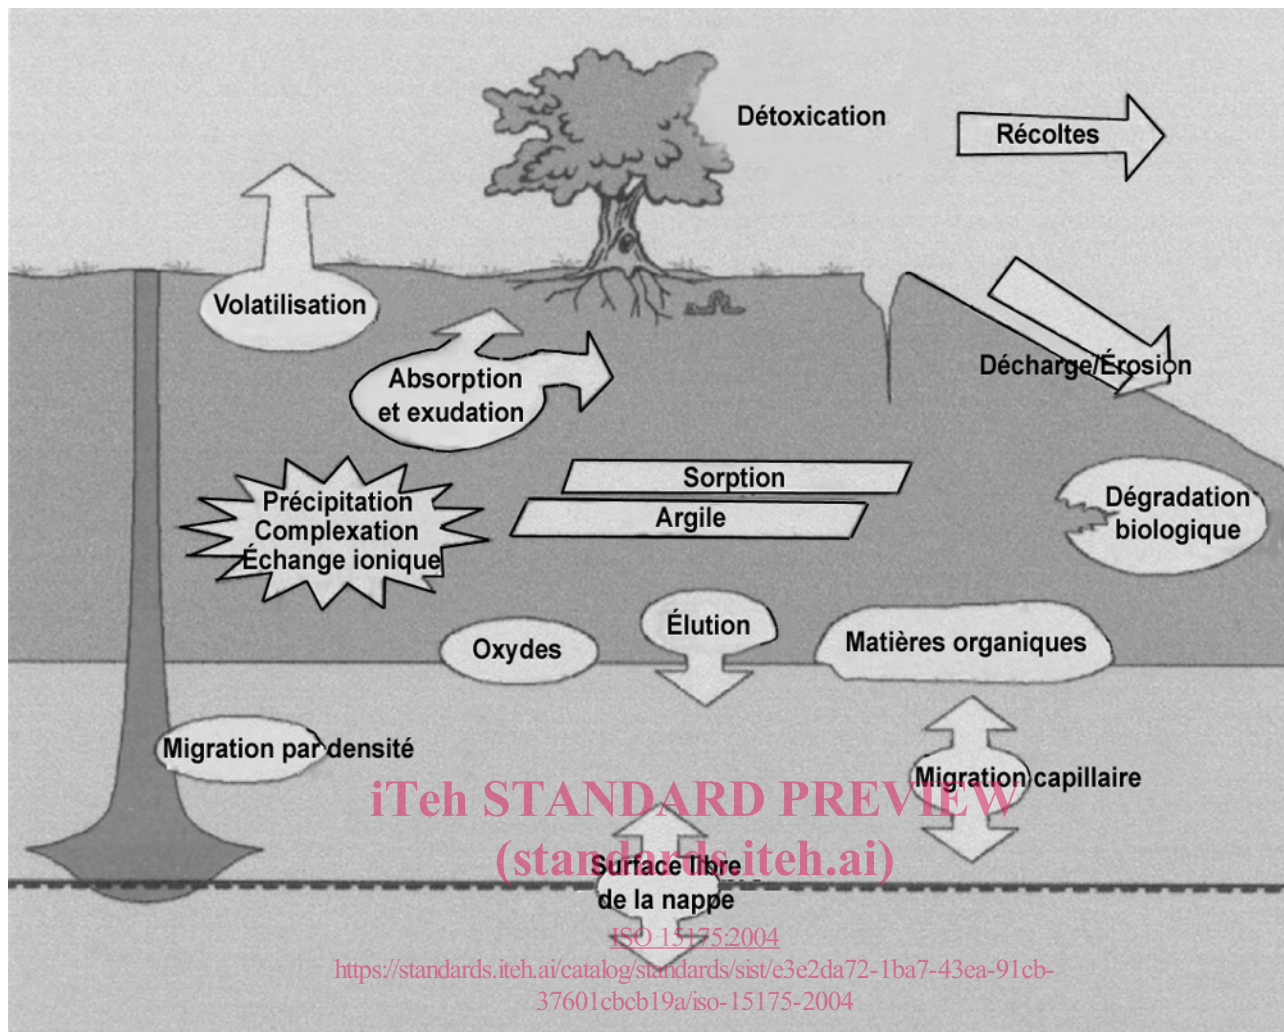 Détoxication
Récoltes
Volatilisation
Décharge/Érosion
Absorption
et exudation
Sorption
Argile
Précipitation
Complexation
Échange ionique
Dégradation
biologique
Élution
Oxydes
Matières organiques
Migration par densité
Migration capillaire
iTeh STANDARD PREVIEW
(standards.iteh.ai)
Surface libre
de la nappe
ISO 15175:2004
https://standards.iteh.ai/catalog/standards/sist/e3e2da72-1ba7-43ea-91cb-
37601cbcb19a/iso-15175-2004